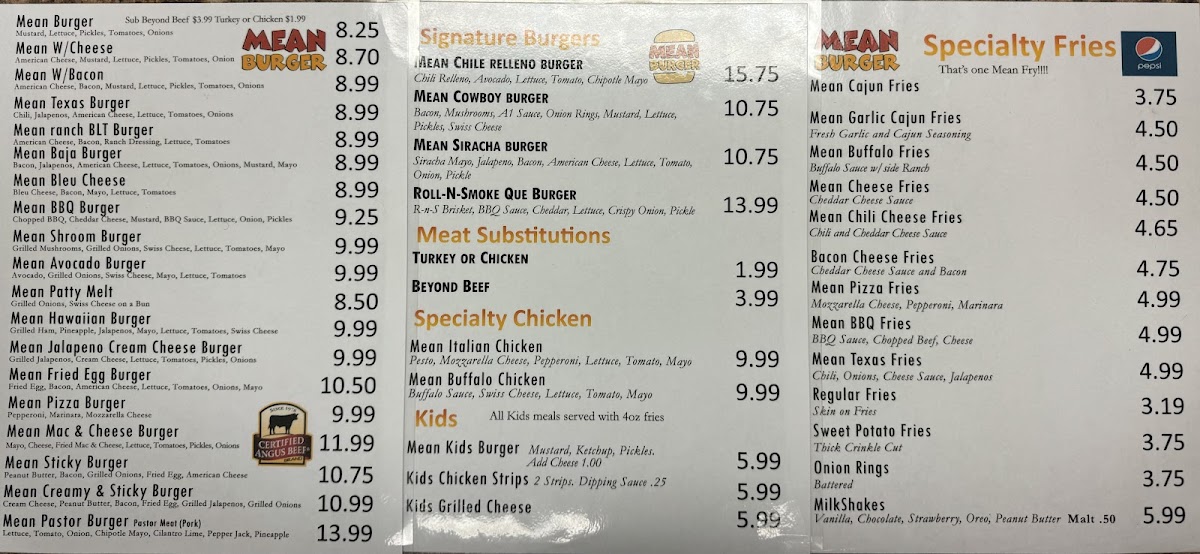 Mean Burger Sub Beyond Beef $3.99 Turkey or Chicken $1.99 8.25
Mustard, Lettuce, Pickles, Tomatoes, Onions
MEAN BURGER
Mean W/Cheese 8.70
American Cheese, Mustard, Lettuce, Pickles, Tomatoes, Onion
Mean W/Bacon 8.99
American Cheese, Bacon, Mustard, Lettuce, Pickles, Tomatoes, Onions
Mean Texas Burger 8.99
Chili, Jalapenos, American Cheese, Lettuce, Tomatoes, Onions
Mean ranch BLT Burger 8.99
American Cheese, Bacon, Ranch Dressing, Lettuce, Tomatoes
Mean Baja Burger 8.99
Bacon, Jalapenos, American Cheese, Lettuce, Tomatoes, Onions, Mustard, Mayo
Mean Bleu Cheese 8.99
Bleu Cheese, Bacon, Mayo, Lettuce, Tomatoes
Mean BBQ Burger 9.25
Chopped BBQ, Cheddar Cheese, Mustard, BBQ Sauce, Lettuce, Onion, Pickles
Mean Shroom Burger 9.99
Grilled Mushrooms, Grilled Onions, Swiss Cheese, Lettuce, Tomatoes, Mayo
Mean Avocado Burger 9.99
Avocado, Grilled Onions, Swiss Cheese, Mayo, Lettuce, Tomatoes
Mean Patty Melt 8.50
Grilled Onions, Swiss Cheese on a Bun
Mean Hawaiian Burger 9.99
Grilled Ham, Pineapple, Jalapenos, Mayo, Lettuce, Tomatoes, Swiss Cheese
Mean Jalapeno Cream Cheese Burger 9.99
Grilled Jalapenos, Cream Cheese, Lettuce, Tomatoes, Pickles, Onions
Mean Fried Egg Burger 10.50
Fried Egg, Bacon, American Cheese, Lettuce, Tomatoes, Onions, Mayo
Mean Pizza Burger 9.99
Pepperoni, Marinara, Mozzarella Cheese
SINCE 1978
CERTIFIED
ANGUS BEEF
BRAND
Mean Mac & Cheese Burger 11.99
Mayo, Cheese, Fried Mac & Cheese, Lettuce, Tomatoes, Pickles, Onions
Mean Sticky Burger 10.75
Peanut Butter, Bacon, Grilled Onions, Fried Egg, American Cheese
Mean Creamy & Sticky Burger 10.99
Cream Cheese, Peanut Butter, Bacon, Fried Egg, Grilled Jalapenos, Grilled Onions
Mean Pastor Burger Pastor Meat (Pork) 13.99
Lettuce, Tomato, Onion, Chipotle Mayo, Cilantro Lime, Pepper Jack, Pineapple
Signature Burgers
MEAN BURGER
Mean Chile relleno burger 15.75
Chili Relleno, Avocado, Lettuce, Tomato, Chipotle Mayo
Mean Cowboy burger 10.75
Bacon, Mushrooms, A1 Sauce, Onion Rings, Mustard, Lettuce,
Pickles, Swiss Cheese
Mean Siracha burger 10.75
Siracha Mayo, Jalapeno, Bacon, American Cheese, Lettuce, Tomato,
Onion, Pickle
Roll-N-Smoke Que Burger 13.99
R-n-S Brisket, BBQ Sauce, Cheddar, Lettuce, Crispy Onion, Pickle
Meat Substitutions
Turkey or Chicken 1.99
Beyond Beef 3.99
Specialty Chicken
Mean Italian Chicken 9.99
Pesto, Mozzarella Cheese, Pepperoni, Lettuce, Tomato, Mayo
Mean Buffalo Chicken 9.99
Buffalo Sauce, Swiss Cheese, Lettuce, Tomato, Mayo
Kids All Kids meals served with 4oz fries
Mean Kids Burger Mustard, Ketchup, Pickles. 5.99
Add Cheese 1.00
Kids Chicken Strips 2 Strips. Dipping Sauce .25 5.99
Kids Grilled Cheese 5.99
MEAN BURGER
Specialty Fries
pepsi
That's one Mean Fry!!!!
Mean Cajun Fries 3.75
Mean Garlic Cajun Fries 4.50
Fresh Garlic and Cajun Seasoning
Mean Buffalo Fries 4.50
Buffalo Sauce w/ side Ranch
Mean Cheese Fries 4.50
Cheddar Cheese Sauce
Mean Chili Cheese Fries 4.65
Chili and Cheddar Cheese Sauce
Bacon Cheese Fries 4.75
Cheddar Cheese Sauce and Bacon
Mean Pizza Fries 4.99
Mozzarella Cheese, Pepperoni, Marinara
Mean BBQ Fries 4.99
BBQ Sauce, Chopped Beef, Cheese
Mean Texas Fries 4.99
Chili, Onions, Cheese Sauce, Jalapenos
Regular Fries 3.19
Skin on Fries
Sweet Potato Fries 3.75
Thick Crinkle Cut
Onion Rings 3.75
Battered
MilkShakes 5.99
Vanilla, Chocolate, Strawberry, Oreo, Peanut Butter Malt .50